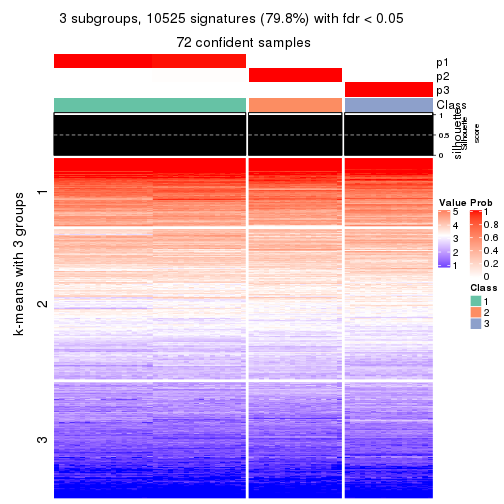 3 subgroups, 10525 signatures (79.8%) with fdr < 0.05
72 confident samples
p1
p2
p3
Class
silhouette
Silhouette
score
1
0.5
0
k-means with 3 groups
1
2
3
Value
5
4
3
2
1
Prob
1
0.8
0.6
0.4
0.2
0
Class
1
2
3